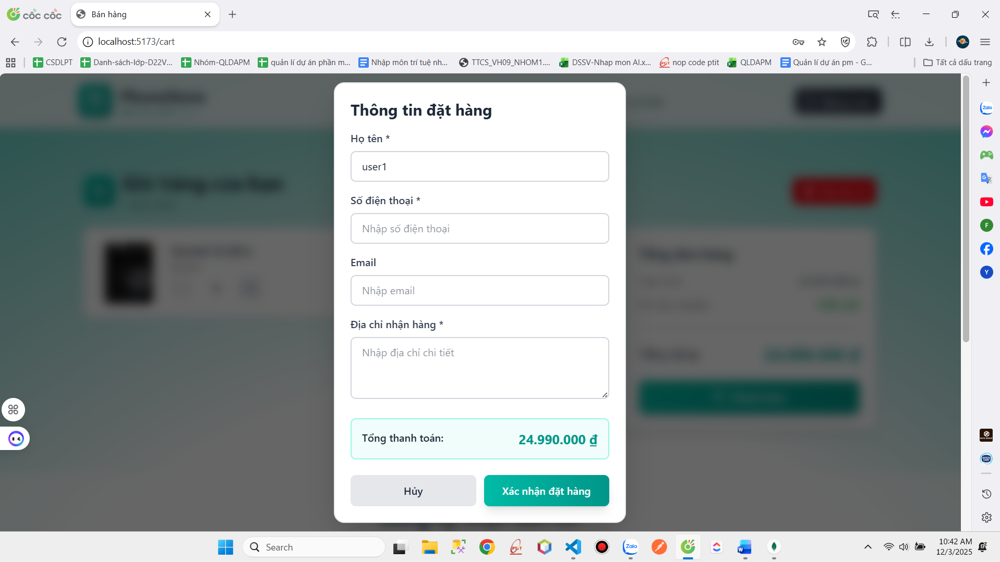 cốc cốc
Bán hàng
localhost:5173/cart
CSDLPT
Danh-sách-lớp-D22V...
Nhóm-QLDAPM
quản lí dự án phần m...
Nhập môn trí tuệ nh...
TTCS_VH09_NHOM1....
DSSV-Nhap mon AI.x...
nop code ptit
QLDAPM
Quản lí dự án pm - G...
Tất cả dấu trang
Thông tin đặt hàng
Họ tên *
user1
Số điện thoại *
Nhập số điện thoại
Email
Nhập email
Địa chỉ nhận hàng *
Nhập địa chỉ chi tiết
Tổng thanh toán:
24.990.000 ₫
Hủy
Xác nhận đặt hàng
Zalo
F
Y
Search
Zalo
10:42 AM
12/3/2025